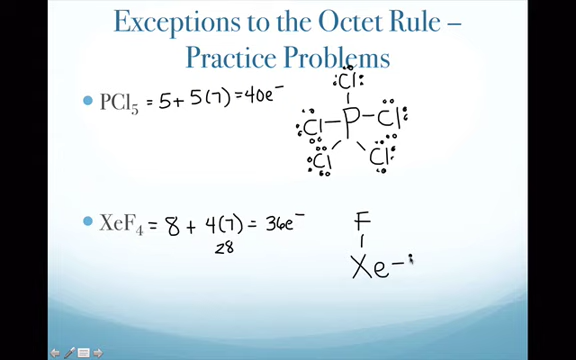 Exceptions to the Octet Rule –
Practice Problems
PCl5 = 5 + 5(7) = 40e⁻
Cl
Cl P Cl
Cl Cl
XeF4 = 8 + 4(7) = 36e⁻
28
F
Xe